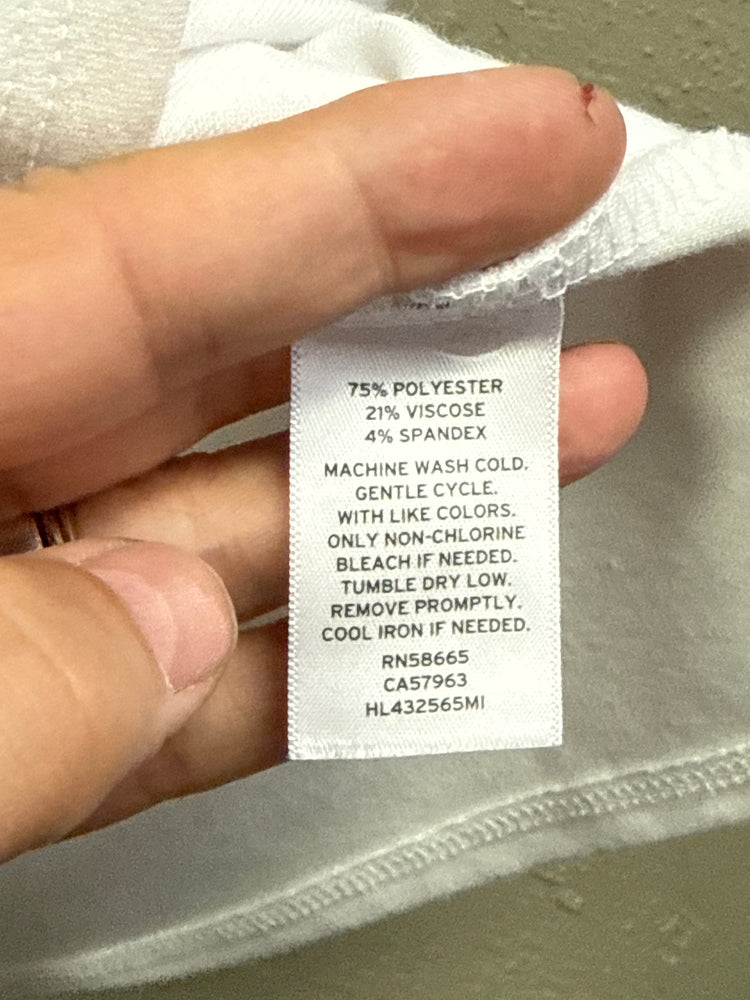 75% POLYESTER
21% VISCOSE
4% SPANDEX
MACHINE WASH COLD.
GENTLE CYCLE.
WITH LIKE COLORS.
ONLY NON-CHLORINE
BLEACH IF NEEDED.
TUMBLE DRY LOW.
REMOVE PROMPTLY.
COOL IRON IF NEEDED.
RN58665
CA57963
HL432565MI